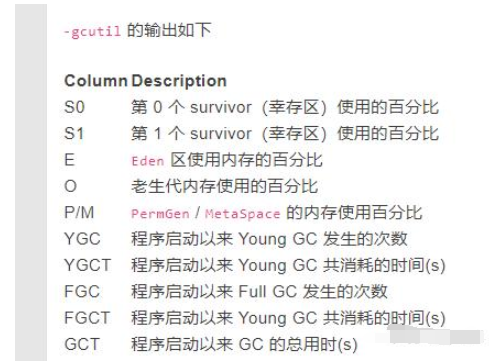 -gcutil 的输出如下
Column Description
S0 第 0 个 survivor（幸存区）使用的百分比
S1 第 1 个 survivor（幸存区）使用的百分比
E Eden 区使用内存的百分比
O 老生代内存使用的百分比
P/M PermGen / MetaSpace 的内存使用百分比
YGC 程序启动以来 Young GC 发生的次数
YGCT 程序启动以来 Young GC 共消耗的时间(s)
FGC 程序启动以来 Full GC 发生的次数
FGCT 程序启动以来 Young GC 共消耗的时间(s)
GCT 程序启动以来 GC 的总用时(s)